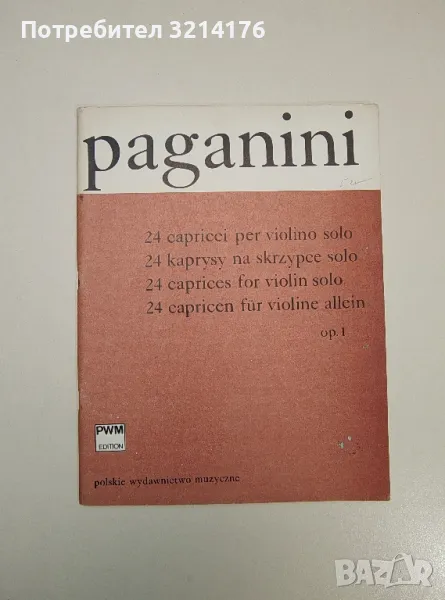 Потребител 3214176
paganini
24 capricci per violino solo
24 kaprysy na skrzypce solo
24 caprices for violin solo
24 capricen für violine allein
op. 1
PWM
EDITION
polskie wydawnictwo muzyczne
BAZAR